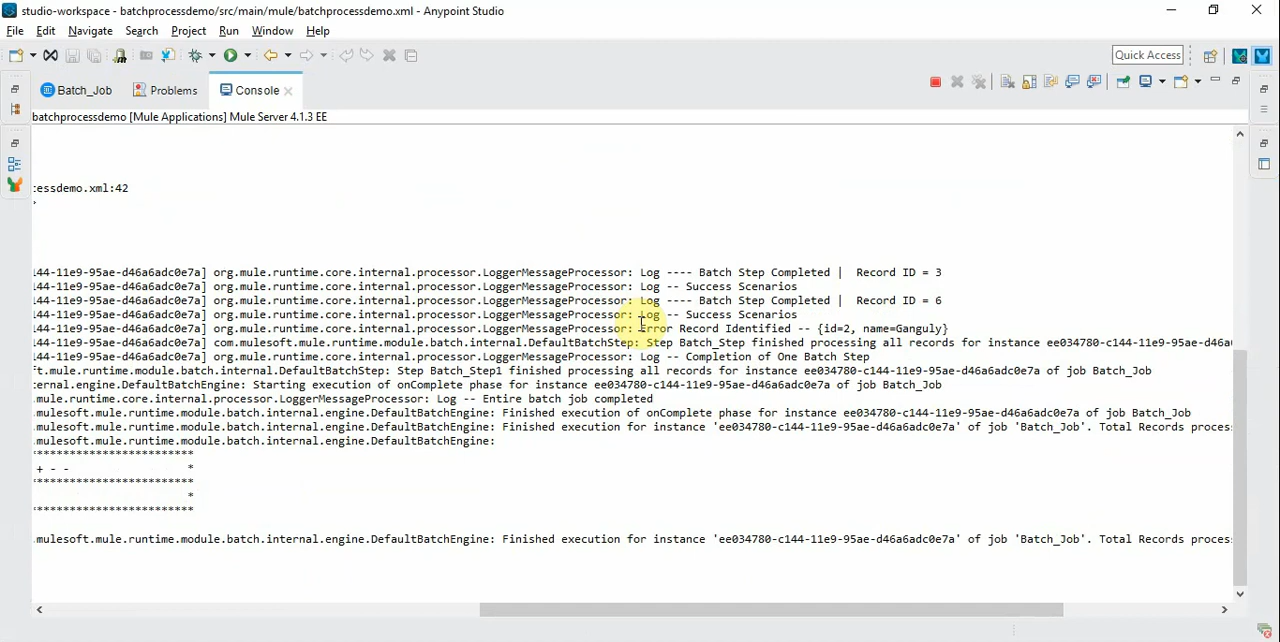 studio-workspace - batchprocessdemo/src/main/mule/batchprocessdemo.xml - Anypoint Studio
File Edit Navigate Search Project Run Window Help
Quick Access
Batch_Job Problems Console
batchprocessdemo [Mule Applications] Mule Server 4.1.3 EE
:essdemo.xml:42
l44-11e9-95ae-d46a6adc0e7a] org.mule.runtime.core.internal.processor.LoggerMessageProcessor: Log ---- Batch Step Completed | Record ID = 3
l44-11e9-95ae-d46a6adc0e7a] org.mule.runtime.core.internal.processor.LoggerMessageProcessor: Log -- Success Scenarios
l44-11e9-95ae-d46a6adc0e7a] org.mule.runtime.core.internal.processor.LoggerMessageProcessor: Log ---- Batch Step Completed | Record ID = 6
l44-11e9-95ae-d46a6adc0e7a] org.mule.runtime.core.internal.processor.LoggerMessageProcessor: Log -- Success Scenarios
l44-11e9-95ae-d46a6adc0e7a] org.mule.runtime.core.internal.processor.LoggerMessageProcessor: Error Record Identified -- {id=2, name=Ganguly}
l44-11e9-95ae-d46a6adc0e7a] com.mulesoft.mule.runtime.module.batch.internal.DefaultBatchStep: Step Batch_Step finished processing all records for instance ee034780-c144-11e9-95ae-d46a6a
l44-11e9-95ae-d46a6adc0e7a] org.mule.runtime.core.internal.processor.LoggerMessageProcessor: Log -- Completion of One Batch Step
ft.mule.runtime.module.batch.internal.DefaultBatchStep: Step Batch_Step1 finished processing all records for instance ee034780-c144-11e9-95ae-d46a6adc0e7a of job Batch_Job
:ernal.engine.DefaultBatchEngine: Starting execution of onComplete phase for instance ee034780-c144-11e9-95ae-d46a6adc0e7a of job Batch_Job
.mule.runtime.core.internal.processor.LoggerMessageProcessor: Log -- Entire batch job completed
.mulesoft.mule.runtime.module.batch.internal.engine.DefaultBatchEngine: Finished execution of onComplete phase for instance ee034780-c144-11e9-95ae-d46a6adc0e7a of job Batch_Job
.mulesoft.mule.runtime.module.batch.internal.engine.DefaultBatchEngine: Finished execution for instance 'ee034780-c144-11e9-95ae-d46a6adc0e7a' of job 'Batch_Job'. Total Records proces
.mulesoft.mule.runtime.module.batch.internal.engine.DefaultBatchEngine:
************************
+ - - *
************************
*
************************
.mulesoft.mule.runtime.module.batch.internal.engine.DefaultBatchEngine: Finished execution for instance 'ee034780-c144-11e9-95ae-d46a6adc0e7a' of job 'Batch_Job'. Total Records proces